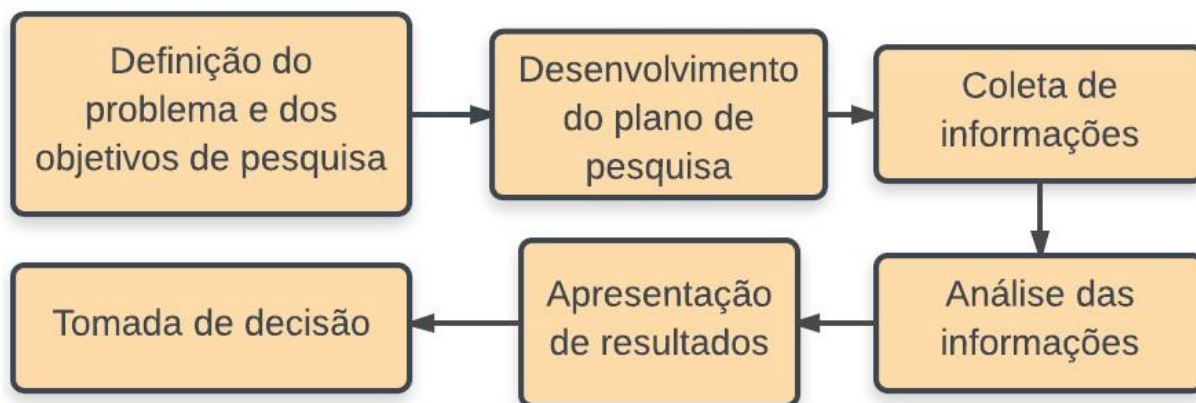 Definição do
problema e dos
objetivos de pesquisa
Desenvolvimento
do plano de
pesquisa
Coleta de
informações
Análise das
informações
Apresentação
de resultados
Tomada de decisão